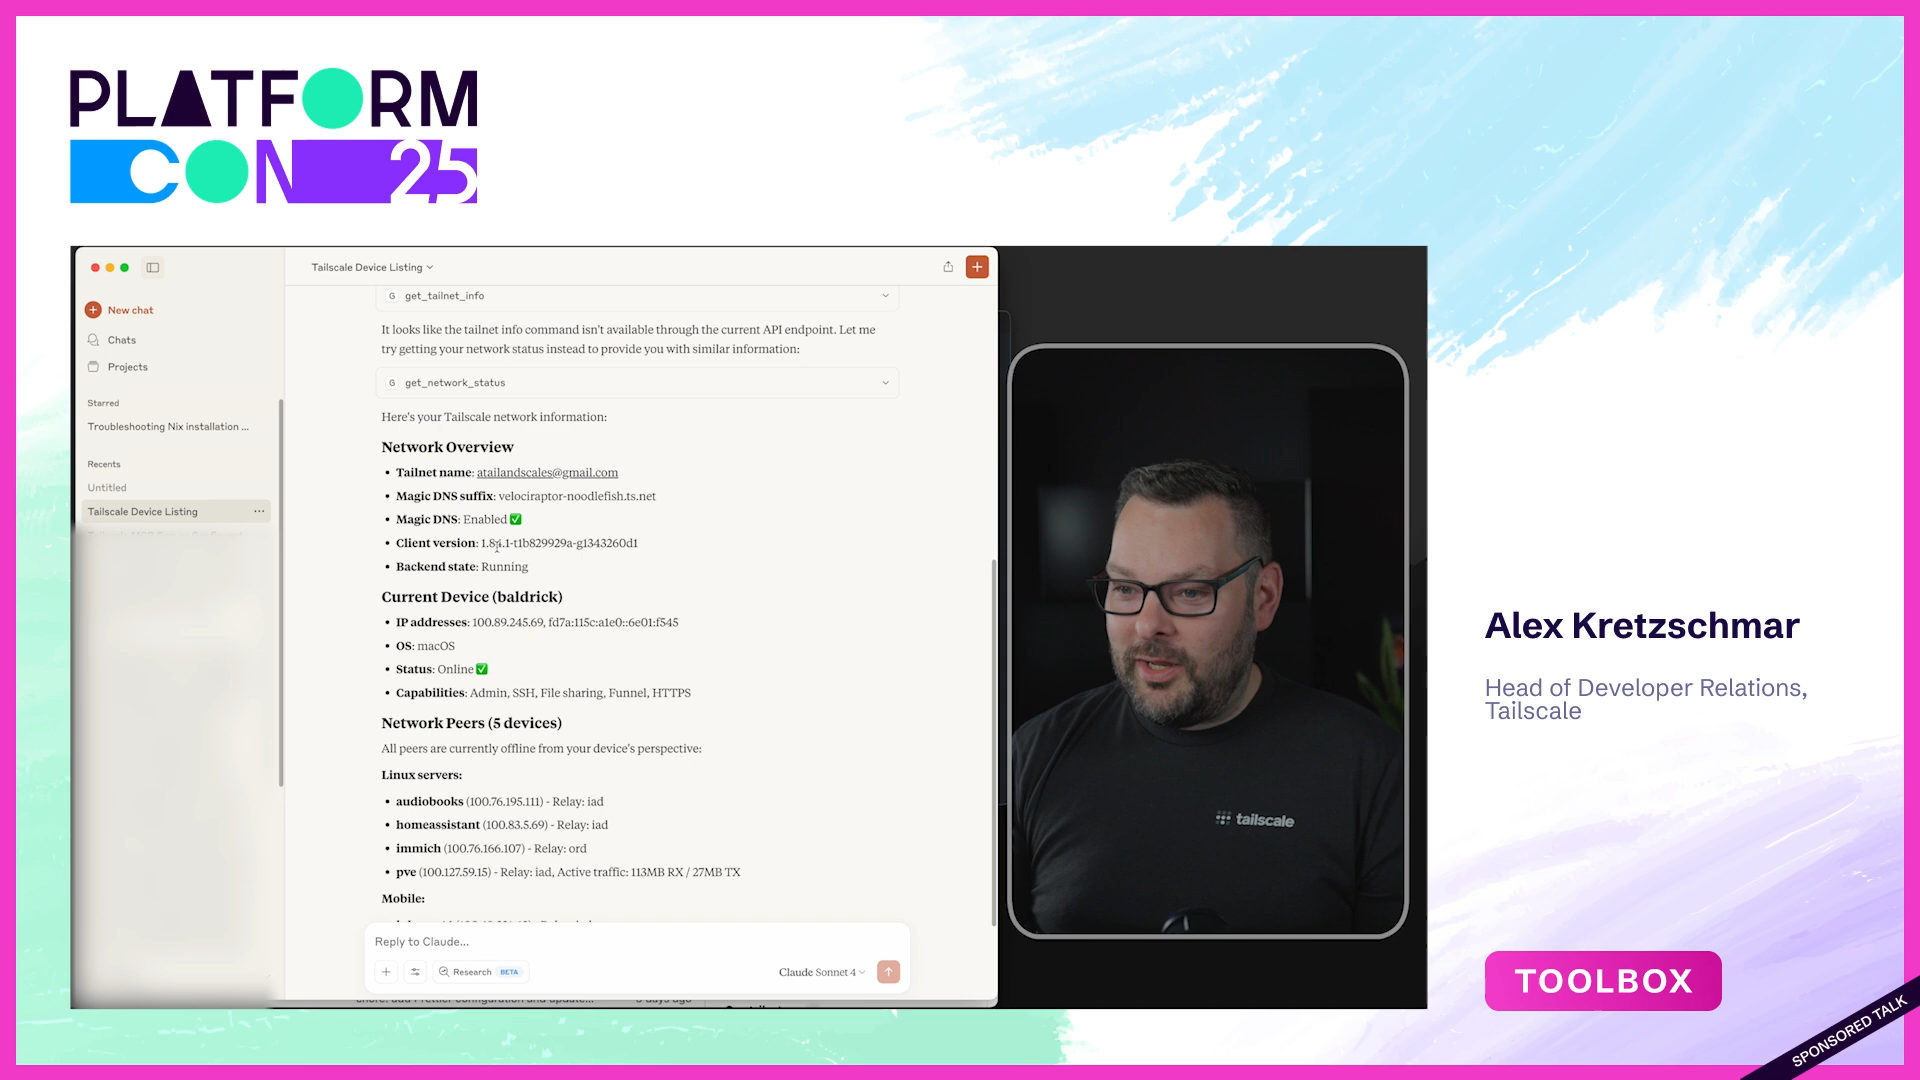 PLATFORM
CON 25
Tailscale Device Listing
New chat
Chats
Projects
Starred
Troubleshooting Nix installation ...
Recents
Untitled
Tailscale Device Listing
G get_tailnet_info
It looks like the tailnet info command isn't available through the current API endpoint. Let me
try getting your network status instead to provide you with similar information:
G get_network_status
Here's your Tailscale network information:
Network Overview
• Tailnet name: atailandscales@gmail.com
• Magic DNS suffix: velociraptor-noodlefish.ts.net
• Magic DNS: Enabled ✅
• Client version: 1.84.1-t1b829929a-g1343260d1
• Backend state: Running
Current Device (baldrick)
• IP addresses: 100.89.245.69, fd7a:115c:a1e0::6e01:f545
• OS: macOS
• Status: Online ✅
• Capabilities: Admin, SSH, File sharing, Funnel, HTTPS
Network Peers (5 devices)
All peers are currently offline from your device's perspective:
Linux servers:
• audiobooks (100.76.195.111) - Relay: iad
• homeassistant (100.83.5.69) - Relay: iad
• immich (100.76.166.107) - Relay: ord
• pve (100.127.59.15) - Relay: iad, Active traffic: 113MB RX / 27MB TX
Mobile:
Reply to Claude...
Research BETA
Claude Sonnet 4
tailscale
Alex Kretzschmar
Head of Developer Relations,
Tailscale
TOOLBOX
SPONSORED TALK